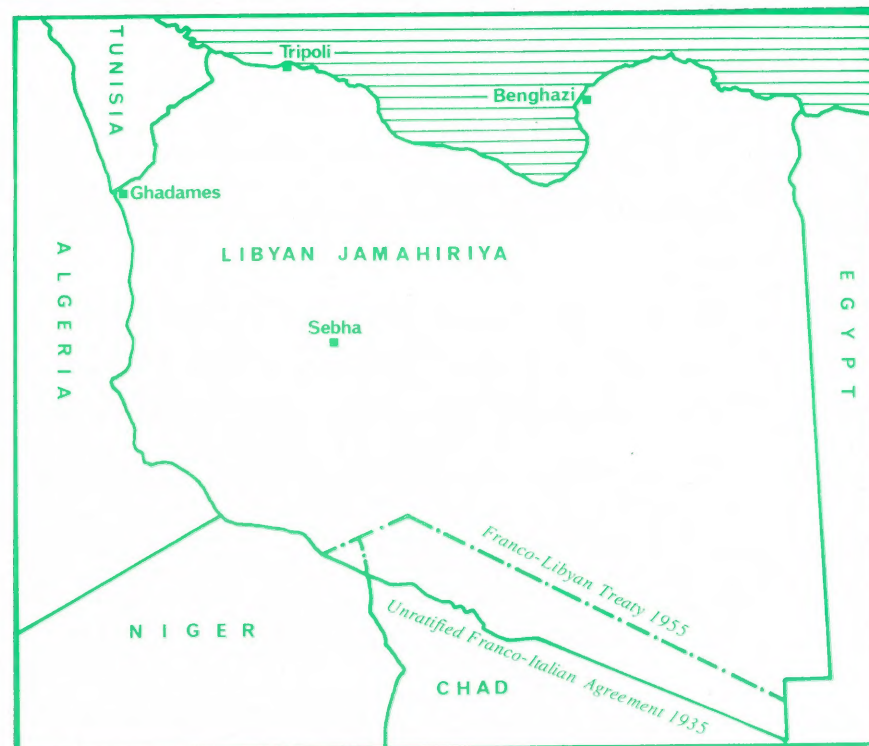 TUNISIA
Tripoli
Benghazi
Ghadames
ALGERIA
LIBYAN JAMAHIRIYA
EGYPT
Sebha
Franco-Libyan Treaty 1955
Unratified Franco-Italian Agreement 1935
NIGER
CHAD